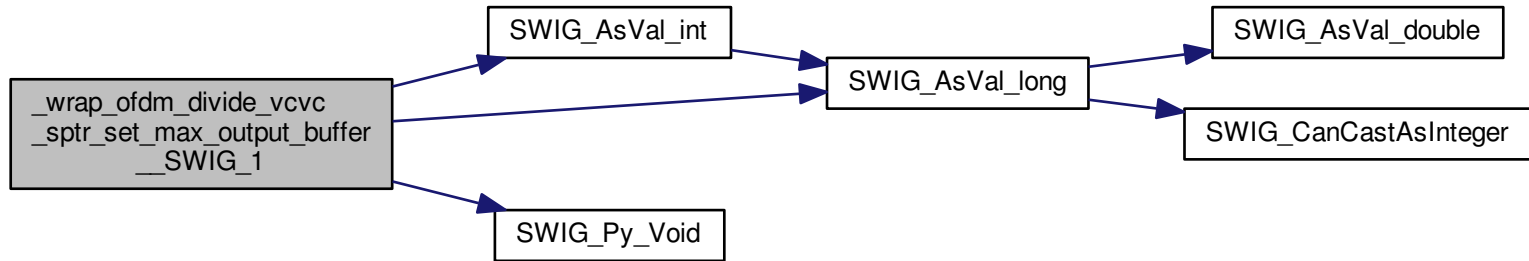 _wrap_ofdm_divide_vcvc
_sptr_set_max_output_buffer
__SWIG_1
SWIG_AsVal_int
SWIG_Py_Void
SWIG_AsVal_long
SWIG_AsVal_double
SWIG_CanCastAsInteger